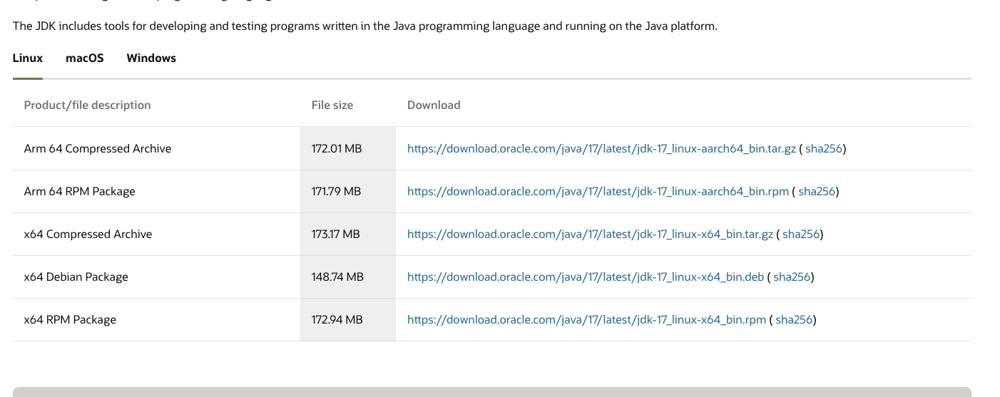 The JDK includes tools for developing and testing programs written in the Java programming language and running on the Java platform.
Linux macOS Windows
Product/file description File size Download
Arm 64 Compressed Archive 172.01 MB https://download.oracle.com/java/17/latest/jdk-17_linux-aarch64_bin.tar.gz ( sha256)
Arm 64 RPM Package 171.79 MB https://download.oracle.com/java/17/latest/jdk-17_linux-aarch64_bin.rpm ( sha256)
x64 Compressed Archive 173.17 MB https://download.oracle.com/java/17/latest/jdk-17_linux-x64_bin.tar.gz ( sha256)
x64 Debian Package 148.74 MB https://download.oracle.com/java/17/latest/jdk-17_linux-x64_bin.deb ( sha256)
x64 RPM Package 172.94 MB https://download.oracle.com/java/17/latest/jdk-17_linux-x64_bin.rpm ( sha256)